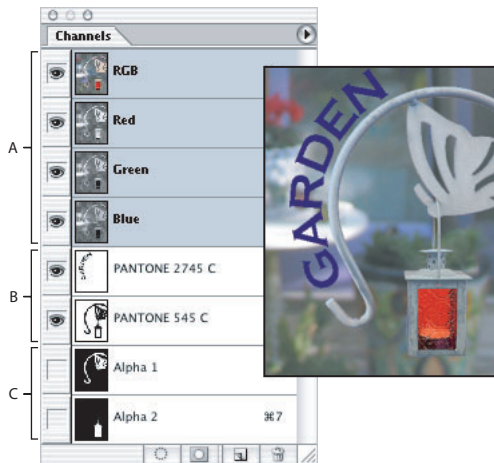 Channels
RGB
Red
Green
Blue
PANTONE 2745 C
PANTONE 545 C
Alpha 1
Alpha 2 ⌘7
A
B
C
GARDEN